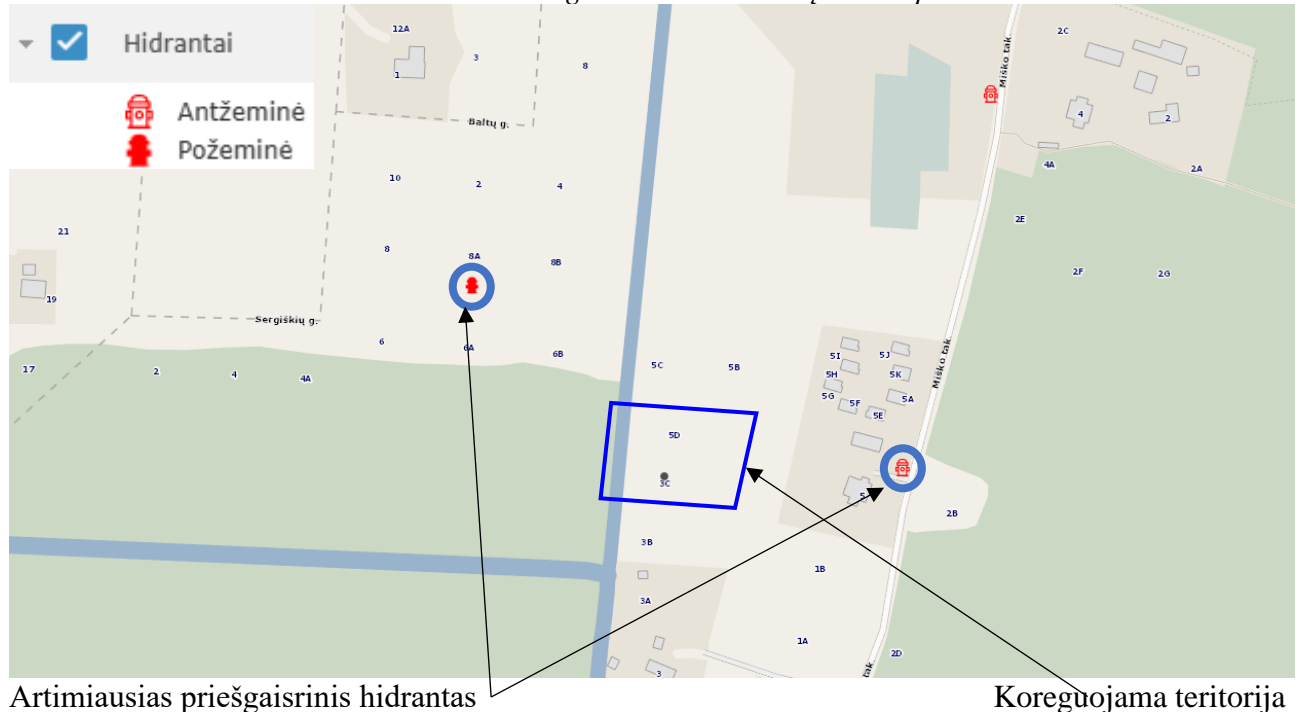 Hidrantai
Antžeminė
Požeminė
12A
1
3
8
Baltų g.
10
2
4
8
8A
8B
21
19
Sergiškių g.
6
6A
6B
17
2
4
4A
5C
5B
5D
3C
3B
3A
3
Miško tak.
2C
4
2
4A
2A
2E
2F
2G
5I
5J
5H
5K
5G
5F
5A
5E
Miško tak.
5
2B
1B
1A
2D
tak.
Artimiausias priešgaisrinis hidrantas
Koreguojama teritorija